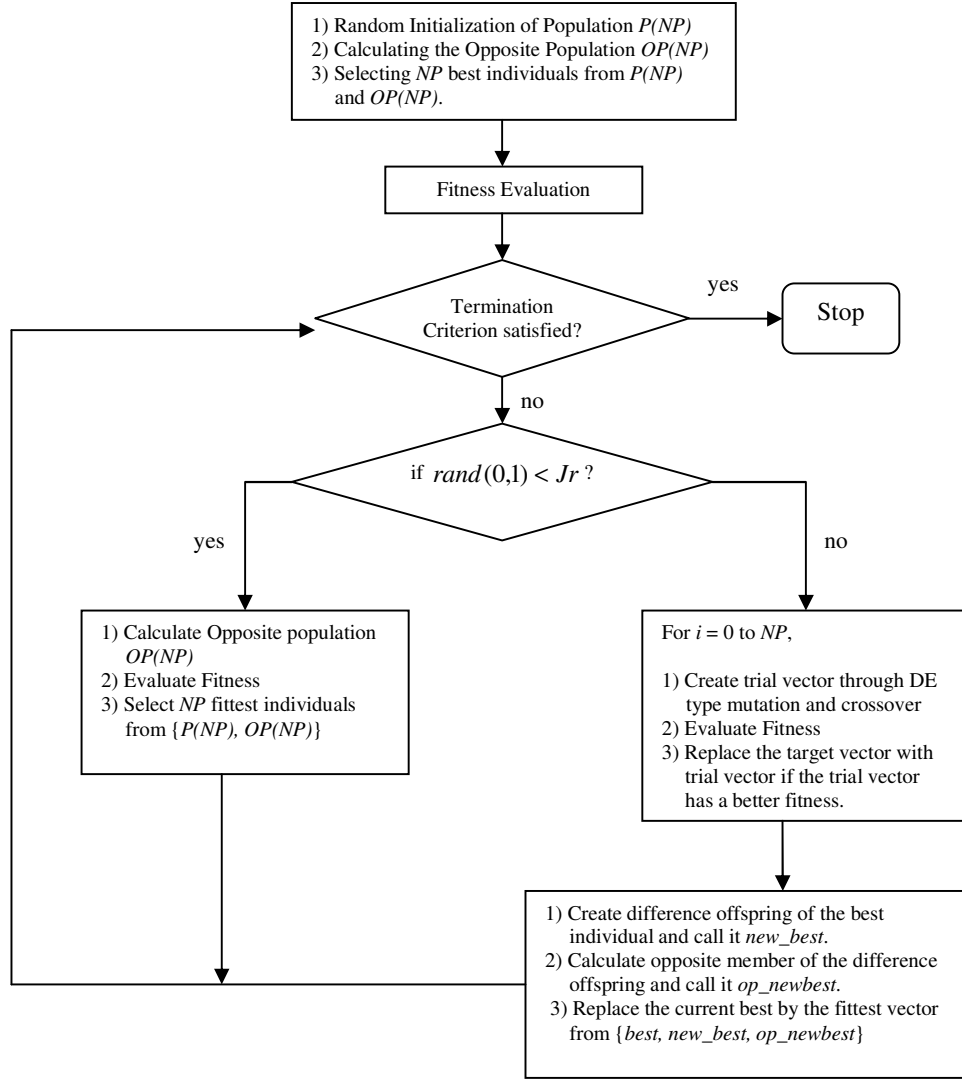 1) Random Initialization of Population P(NP)
2) Calculating the Opposite Population OP(NP)
3) Selecting NP best individuals from P(NP)
and OP(NP).
Fitness Evaluation
Termination
Criterion satisfied?
yes
Stop
no
if rand(0,1) < Jr ?
yes
no
1) Calculate Opposite population
OP(NP)
2) Evaluate Fitness
3) Select NP fittest individuals
from {P(NP), OP(NP)}
For i = 0 to NP,
1) Create trial vector through DE
type mutation and crossover
2) Evaluate Fitness
3) Replace the target vector with
trial vector if the trial vector
has a better fitness.
1) Create difference offspring of the best
individual and call it new_best.
2) Calculate opposite member of the difference
offspring and call it op_newbest.
3) Replace the current best by the fittest vector
from {best, new_best, op_newbest}